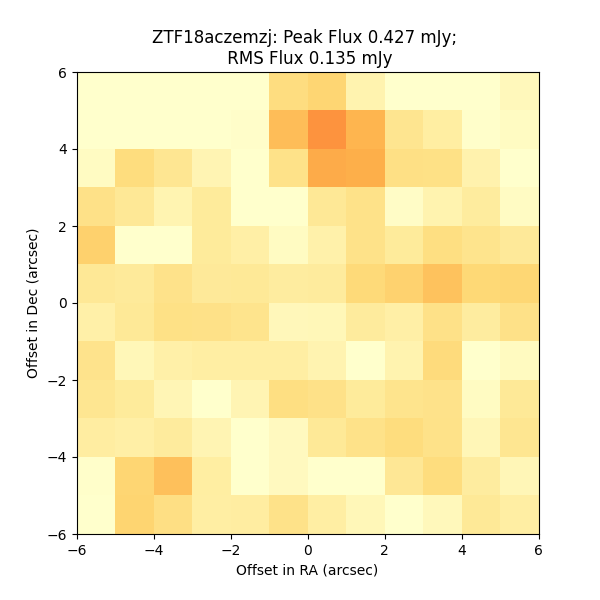 ZTF18aczemzj: Peak Flux 0.427 mJy;
RMS Flux 0.135 mJy
6
4
2
0
−2
−4
−6
Offset in Dec (arcsec)
−6 −4 −2 0 2 4 6
Offset in RA (arcsec)